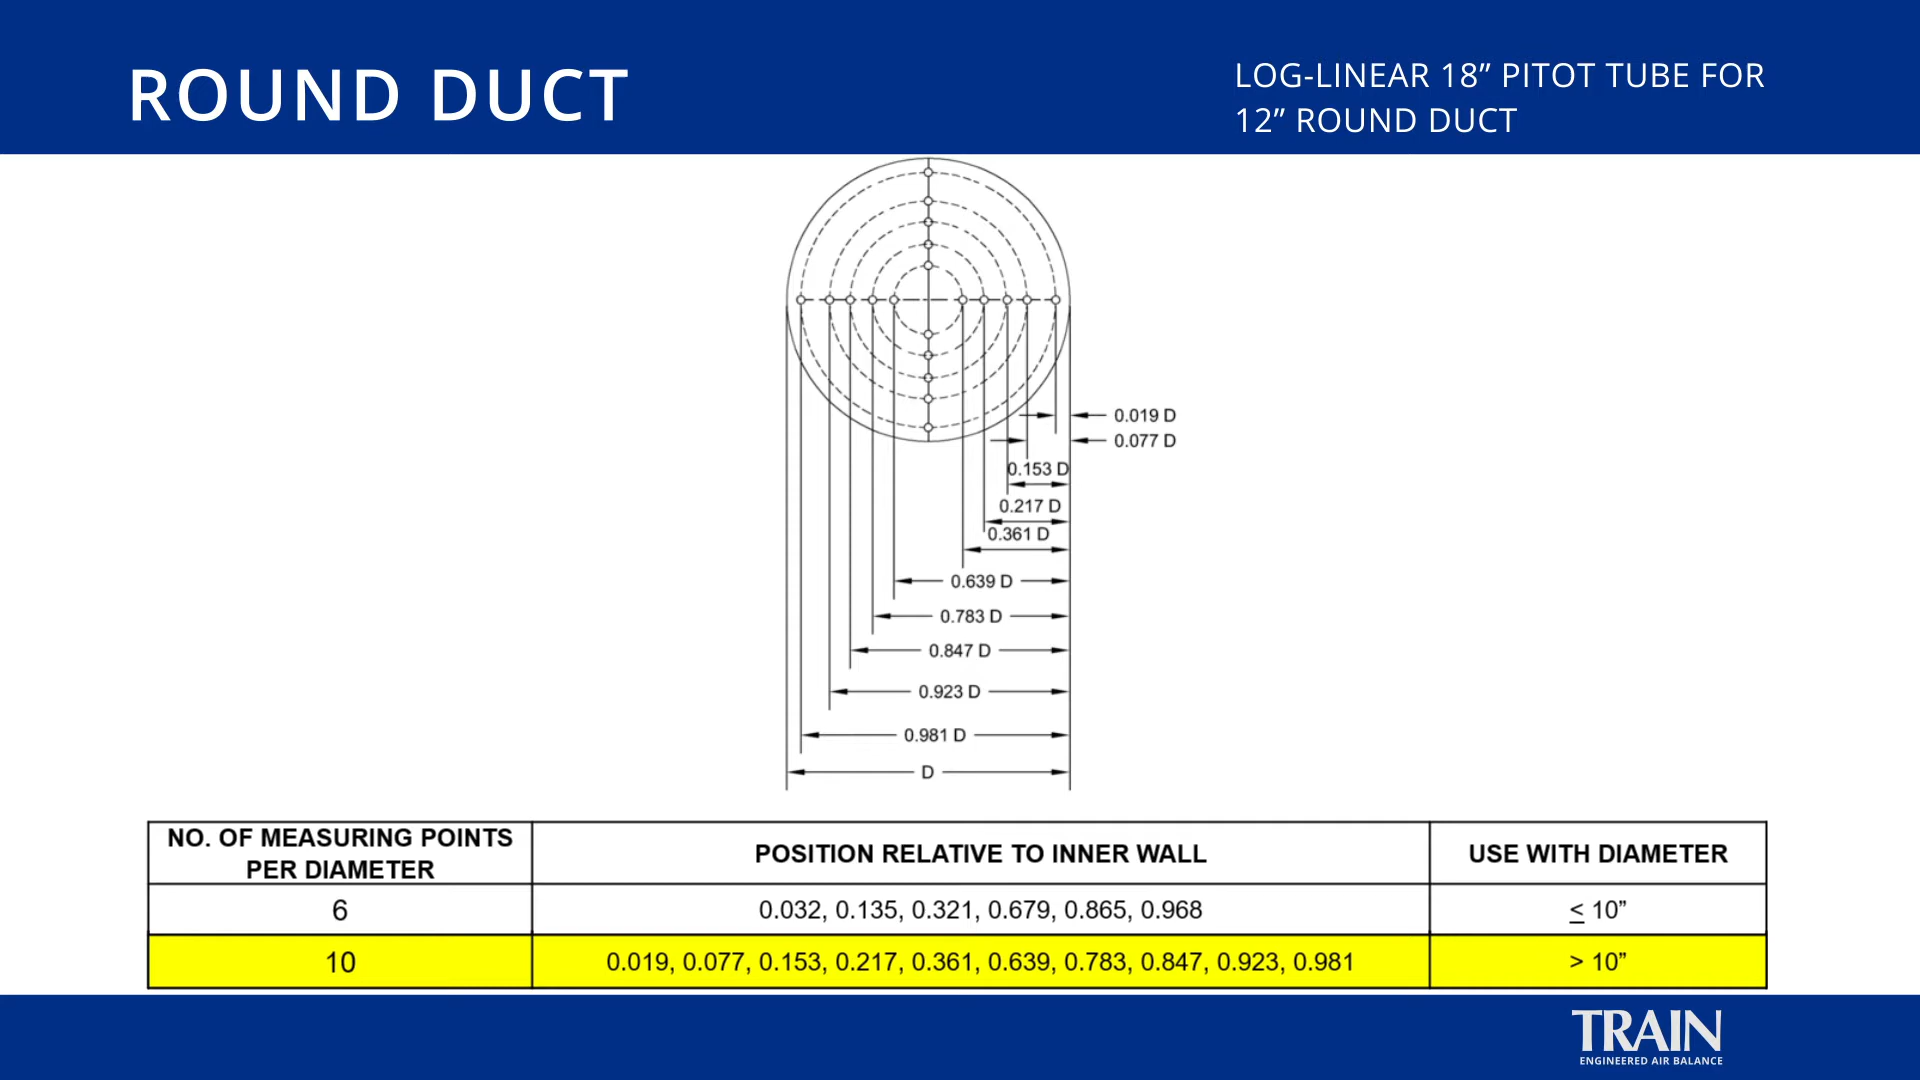 ROUND DUCT
LOG-LINEAR 18” PITOT TUBE FOR
12” ROUND DUCT
0.019 D
0.077 D
0.153 D
0.217 D
0.361 D
0.639 D
0.783 D
0.847 D
0.923 D
0.981 D
D
NO. OF MEASURING POINTS
PER DIAMETER
POSITION RELATIVE TO INNER WALL
USE WITH DIAMETER
6
0.032, 0.135, 0.321, 0.679, 0.865, 0.968
≤ 10”
10
0.019, 0.077, 0.153, 0.217, 0.361, 0.639, 0.783, 0.847, 0.923, 0.981
> 10”
TRAIN
ENGINEERED AIR BALANCE